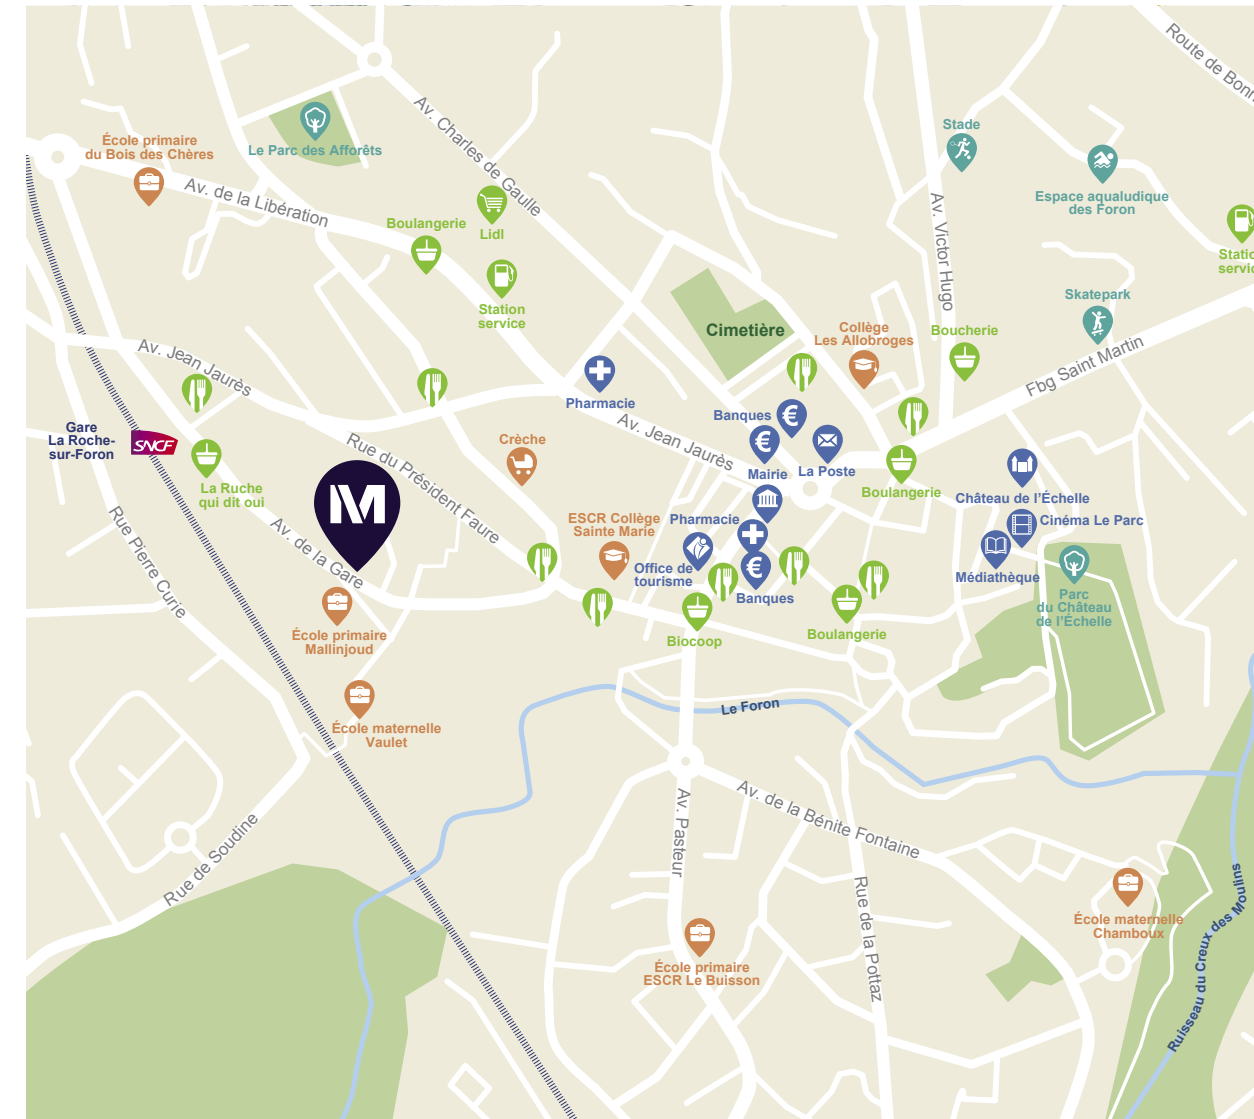 Route de Bonn
Av. Charles de Gaulle
Stade
École primaire
du Bois des Chères
Le Parc des Afforêts
Av. de la Libération
Espace aqualudique
des Foron
Av. Victor Hugo
Boulangerie
Lidl
Station
service
Station
service
Skatepark
Cimetière
Collège
Les Allobroges
Boucherie
Fbg Saint Martin
Av. Jean Jaurès
Pharmacie
Banques
€
€
Av. Jean Jaurès
Mairie
La Poste
Gare
La Roche-
sur-Foron
SNCF
Crèche
Rue du Président Faure
La Ruche
qui dit oui
M
Boulangerie
Château de l’Échelle
Cinéma Le Parc
Médiathèque
ESCR Collège
Sainte Marie
Pharmacie
Office de
tourisme
€
Banques
Rue Pierre Curie
Av. de la Gare
Parc
du Château
de l’Échelle
École primaire
Mallinjoud
Biocoop
Boulangerie
Le Foron
École maternelle
Vaulet
Av. Pasteur
Av. de la Bénite Fontaine
Rue de Soudine
Rue de la Pottaz
École maternelle
Chamboux
Ruisseau du Creux des Moulins
École primaire
ESCR Le Buisson